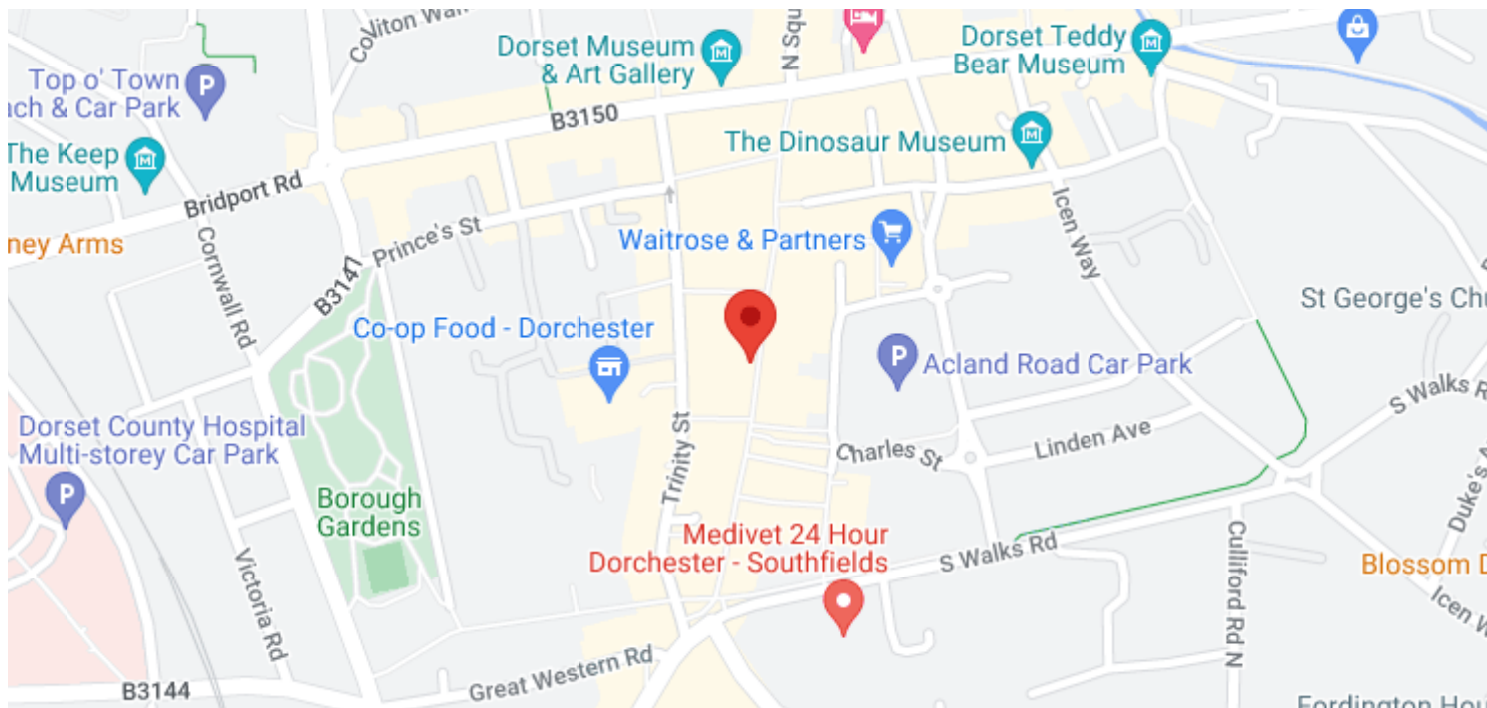 Coliton Wal
N Squ
Dorset Museum
& Art Gallery
Dorset Teddy
Bear Museum
Top o' Town
ach & Car Park
B3150
The Dinosaur Museum
The Keep
Museum
Bridport Rd
Prince's St
Icen Way
ney Arms
Cornwall Rd
B3147
Waitrose & Partners
St George's Chu
Co-op Food - Dorchester
Acland Road Car Park
S Walks R
Dorset County Hospital
Multi-storey Car Park
Trinity St
Charles St
Linden Ave
Duke's A
Borough
Gardens
Medivet 24 Hour
Dorchester - Southfields
S Walks Rd
Culliford Rd N
Blossom D
Victoria Rd
Icen W
Great Western Rd
B3144
Fordington Hou